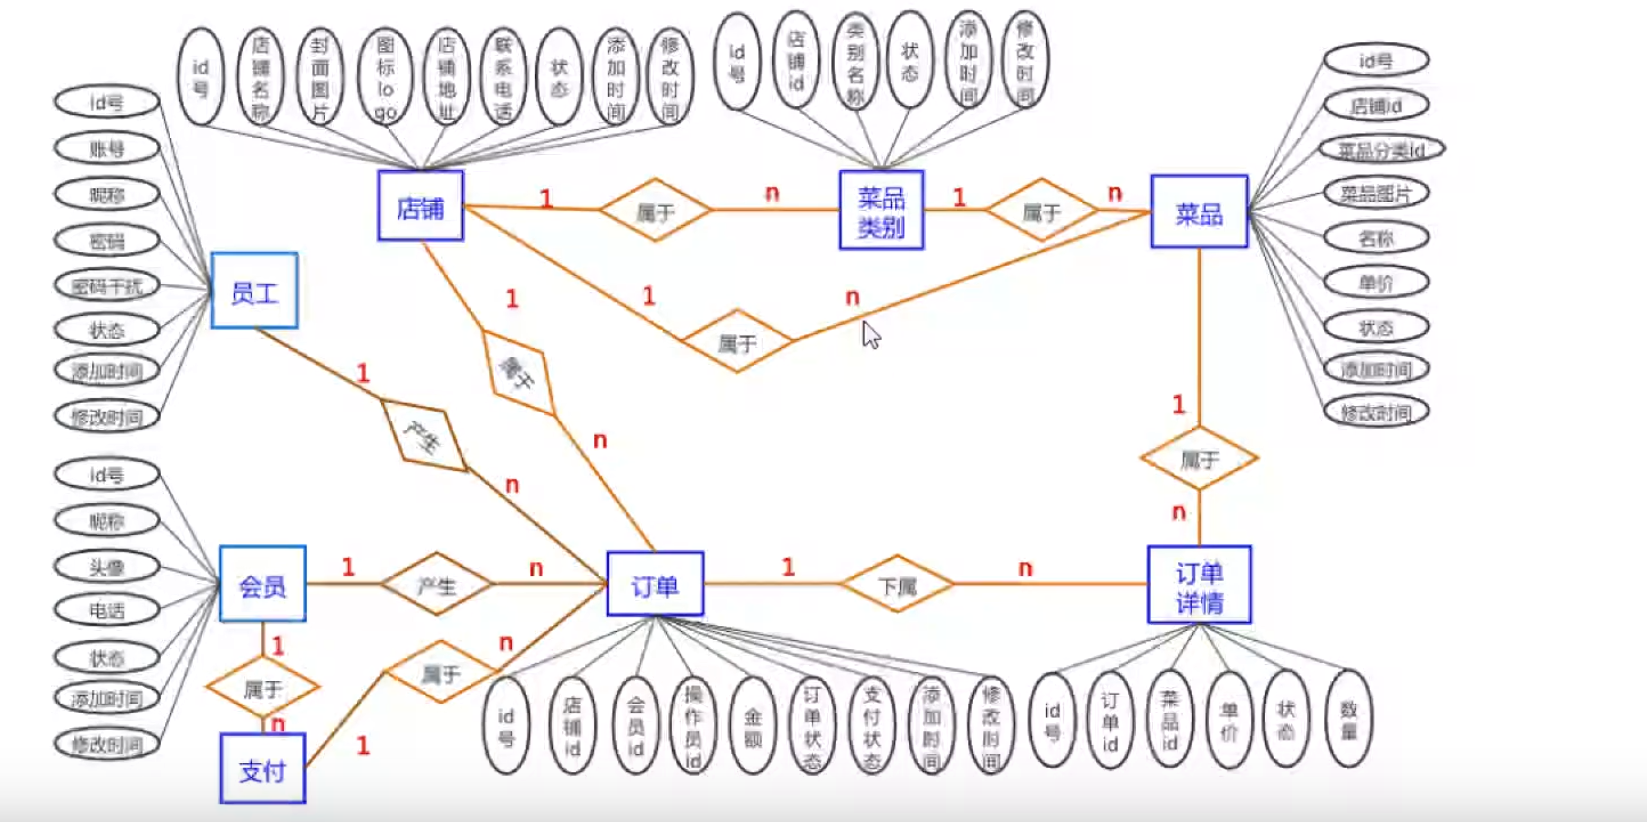 id号
店铺名称
封面图片
图标logo
店铺地址
联系电话
状态
添加时间
修改时间
id号
店铺id
类别名称
状态
添加时间
修改时间
id号
店铺id
菜品分类id
菜品图片
名称
单价
状态
添加时间
修改时间
id号
账号
昵称
密码
密码干扰
状态
添加时间
修改时间
店铺
1
属于
n
菜品
类别
1
属于
n
菜品
员工
1
1
n
属于
属于
1
产生
n
n
1
属于
n
id号
昵称
头像
电话
状态
添加时间
修改时间
会员
1
产生
n
订单
1
下属
n
订单
详情
1
属于
n
支付
1
属于
n
id号
店铺id
会员id
操作员id
金额
订单状态
支付状态
添加时间
修改时间
id号
订单id
菜品id
单价
状态
数量